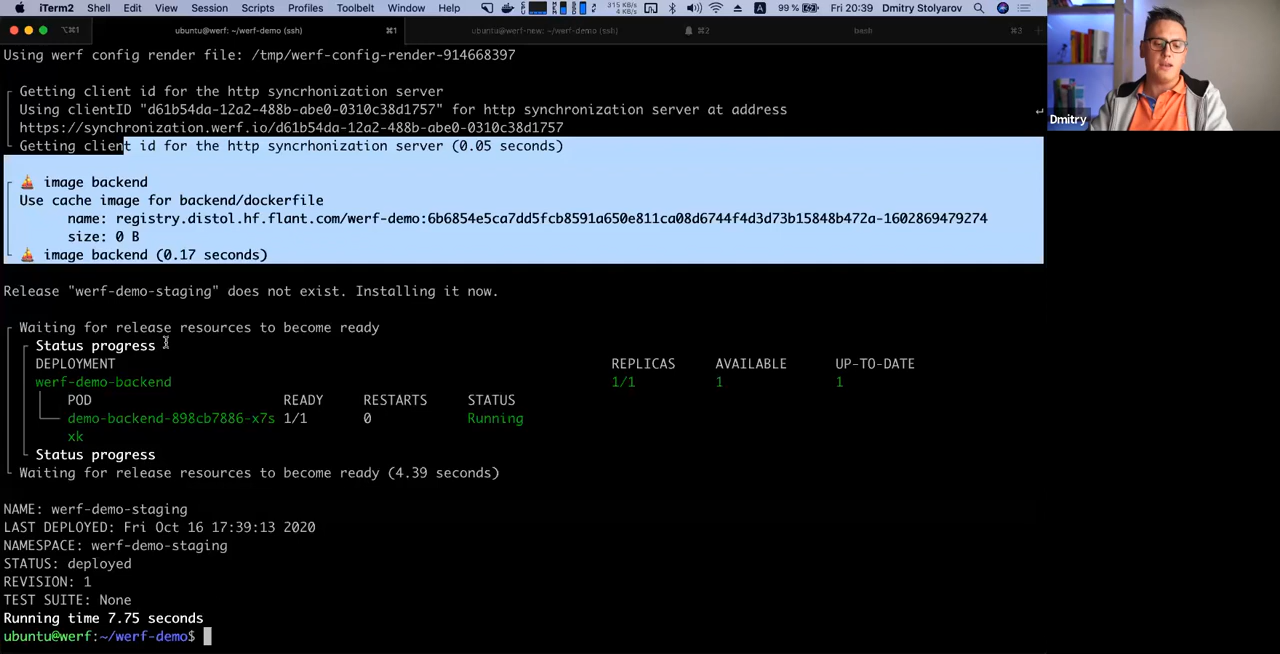 iTerm2 Shell Edit View Session Scripts Profiles Toolbelt Window Help 315 KB/s 4 KB/s A 99 % Fri 20:39 Dmitry Stolyarov
⌥⌘1 ubuntu@werf: ~/werf-demo (ssh) ⌘1 ubuntu@werf-new: ~/werf-demo (ssh) ⌘2 bash ⌘3
Using werf config render file: /tmp/werf-config-render-914668397
Getting client id for the http syncrhonization server
Using clientID "d61b54da-12a2-488b-abe0-0310c38d1757" for http synchronization server at address
https://synchronization.werf.io/d61b54da-12a2-488b-abe0-0310c38d1757
Getting client id for the http syncrhonization server (0.05 seconds)
Dmitry
image backend
Use cache image for backend/dockerfile
name: registry.distol.hf.flant.com/werf-demo:6b6854e5ca7dd5fcb8591a650e811ca08d6744f4d3d73b15848b472a-1602869479274
size: 0 B
image backend (0.17 seconds)
Release "werf-demo-staging" does not exist. Installing it now.
Waiting for release resources to become ready
Status progress
DEPLOYMENT REPLICAS AVAILABLE UP-TO-DATE
werf-demo-backend 1/1 1 1
POD READY RESTARTS STATUS
demo-backend-898cb7886-x7s 1/1 0 Running
xk
Status progress
Waiting for release resources to become ready (4.39 seconds)
NAME: werf-demo-staging
LAST DEPLOYED: Fri Oct 16 17:39:13 2020
NAMESPACE: werf-demo-staging
STATUS: deployed
REVISION: 1
TEST SUITE: None
Running time 7.75 seconds
ubuntu@werf:~/werf-demo$